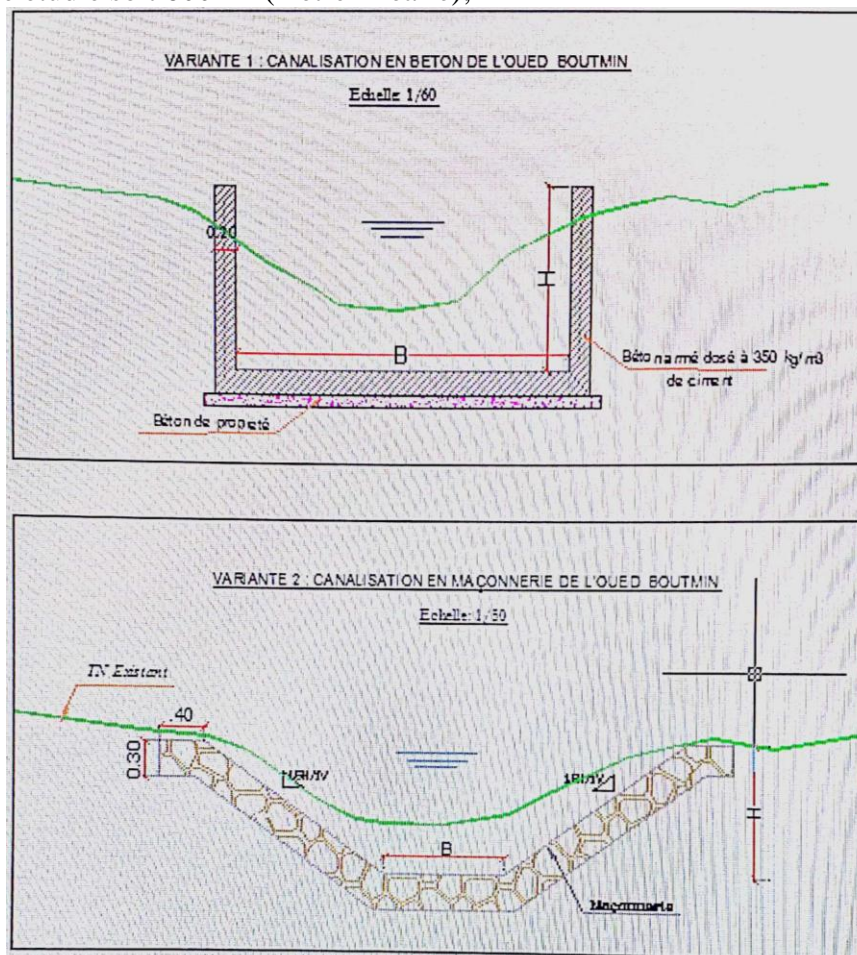 VARIANTE 1 : CANALISATION EN BETON DE L'OUED BOUTMIN
Echelle: 1/60
0.20
H
B
Béton armé dosé à 350 kg/m3
de ciment
Béton de propreté
VARIANTE 2 : CANALISATION EN MAÇONNERIE DE L'OUED BOUTMIN
Echelle: 1/50
TN Existant
.40
0.30
B
H
Maçonnerie